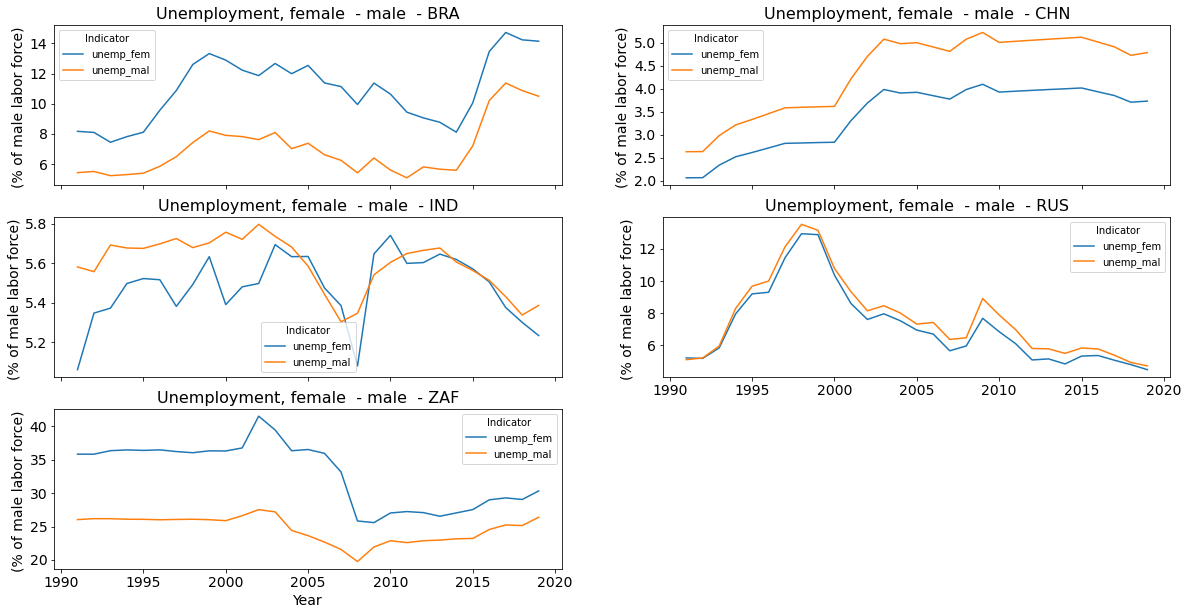 Unemployment, female  - male  - BRA
(% of male labor force)
14
12
10
8
6
Indicator
unemp_fem
unemp_mal
Unemployment, female  - male  - CHN
(% of male labor force)
5.0
4.5
4.0
3.5
3.0
2.5
2.0
Indicator
unemp_fem
unemp_mal
Unemployment, female  - male  - IND
(% of male labor force)
5.8
5.6
5.4
5.2
Indicator
unemp_fem
unemp_mal
Unemployment, female  - male  - RUS
(% of male labor force)
12
10
8
6
Indicator
unemp_fem
unemp_mal
1990 1995 2000 2005 2010 2015 2020
Unemployment, female  - male  - ZAF
(% of male labor force)
40
35
30
25
20
Indicator
unemp_fem
unemp_mal
1990 1995 2000 2005 2010 2015 2020
Year